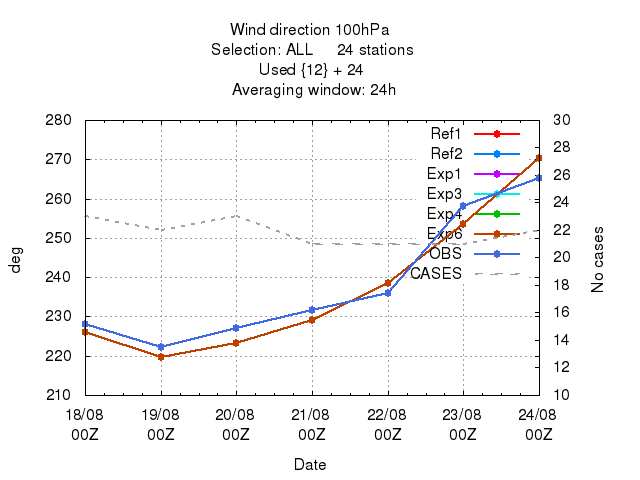 Wind direction 100hPa
Selection: ALL 24 stations
Used {12} + 24
Averaging window: 24h
280 30
270 28
260 26
250 24
240 22
230 20
220 18
210 16
14
12
10
deg
No cases
Ref1
Ref2
Exp1
Exp3
Exp4
Exp6
OBS
CASES
18/08 19/08 20/08 21/08 22/08 23/08 24/08
00Z 00Z 00Z 00Z 00Z 00Z 00Z
Date